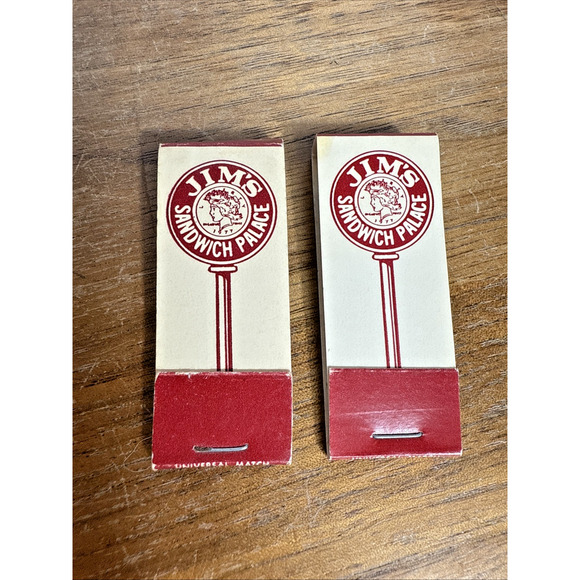 JIM'S
SANDWICH PALACE
UNIVERSAL MATCH
JIM'S
SANDWICH PALACE